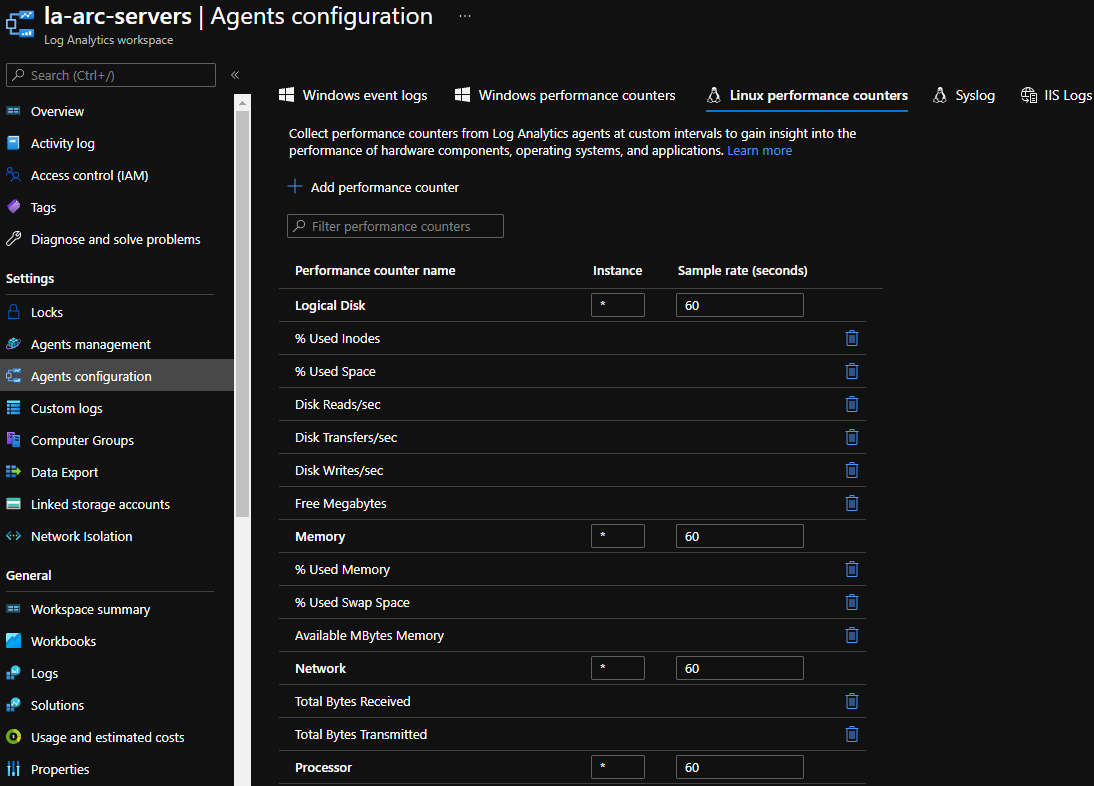 la-arc-servers | Agents configuration ...
Log Analytics workspace
Search (Ctrl+/)
«
Overview
Activity log
Access control (IAM)
Tags
Diagnose and solve problems
Settings
Locks
Agents management
Agents configuration
Custom logs
Computer Groups
Data Export
Linked storage accounts
Network Isolation
General
Workspace summary
Workbooks
Logs
Solutions
Usage and estimated costs
Properties
Windows event logs Windows performance counters Linux performance counters Syslog IIS Logs
Collect performance counters from Log Analytics agents at custom intervals to gain insight into the
performance of hardware components, operating systems, and applications. Learn more
Add performance counter
Filter performance counters
Performance counter name Instance Sample rate (seconds)
Logical Disk * 60
% Used Inodes
% Used Space
Disk Reads/sec
Disk Transfers/sec
Disk Writes/sec
Free Megabytes
Memory * 60
% Used Memory
% Used Swap Space
Available MBytes Memory
Network * 60
Total Bytes Received
Total Bytes Transmitted
Processor * 60